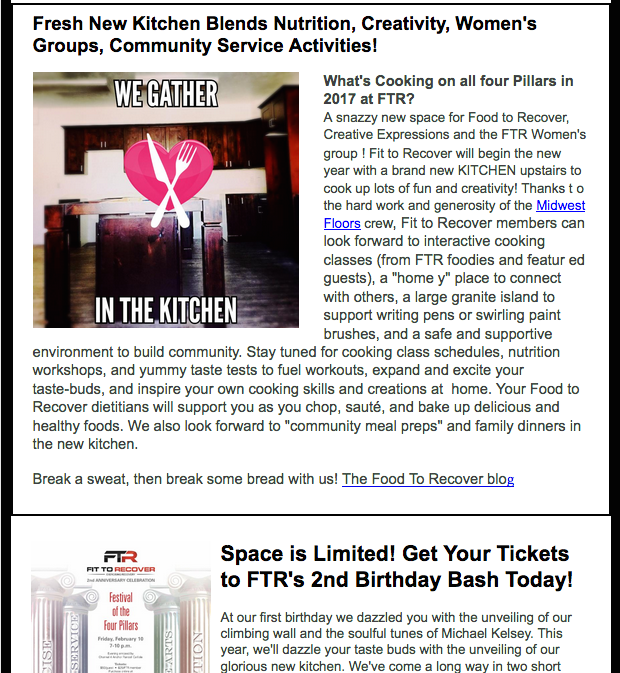 Fresh New Kitchen Blends Nutrition, Creativity, Women's
Groups, Community Service Activities!
WE GATHER
IN THE KITCHEN
What's Cooking on all four Pillars in
2017 at FTR?
A snazzy new space for Food to Recover,
Creative Expressions and the FTR Women's
group ! Fit to Recover will begin the new
year with a brand new KITCHEN upstairs to
cook up lots of fun and creativity! Thanks t o
the hard work and generosity of the Midwest
Floors crew, Fit to Recover members can
look forward to interactive cooking
classes (from FTR foodies and featur ed
guests), a "home y" place to connect
with others, a large granite island to
support writing pens or swirling paint
brushes, and a safe and supportive
environment to build community. Stay tuned for cooking class schedules, nutrition
workshops, and yummy taste tests to fuel workouts, expand and excite your
taste-buds, and inspire your own cooking skills and creations at  home. Your Food to
Recover dietitians will support you as you chop, sauté, and bake up delicious and
healthy foods. We also look forward to "community meal preps" and family dinners in
the new kitchen.
Break a sweat, then break some bread with us! The Food To Recover blog
FTR
FIT TO RECOVER
2ND ANNIVERSARY CELEBRATION
Festival
of the
Four Pillars
Friday, February 10
7-10 p.m.
SERVICE
Space is Limited! Get Your Tickets
to FTR's 2nd Birthday Bash Today!
At our first birthday we dazzled you with the unveiling of our
climbing wall and the soulful tunes of Michael Kelsey. This
year, we'll dazzle your taste buds with the unveiling of our
glorious new kitchen. We've come a long way in two short